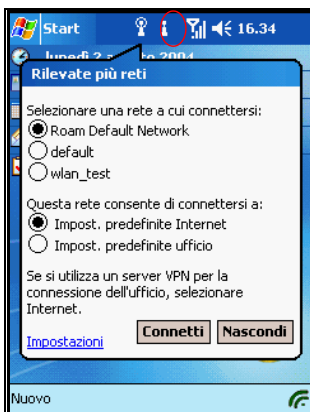 Start 16.34
lunedì 2 a to 2004
Rilevate più reti
Selezionare una rete a cui connettersi:
Roam Default Network
default
wlan_test
Questa rete consente di connettersi a:
Impost. predefinite Internet
Impost. predefinite ufficio
Se si utilizza un server VPN per la
connessione dell'ufficio, selezionare
Internet.
Impostazioni Connetti Nascondi
Nuovo